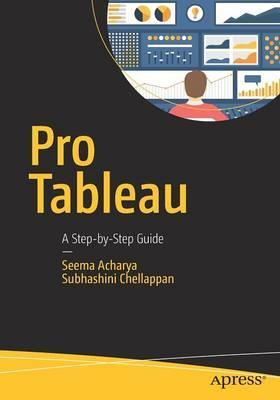 Pro
Tableau
A Step-by-Step Guide
Seema Acharya
Subhashini Chellappan
Apress®